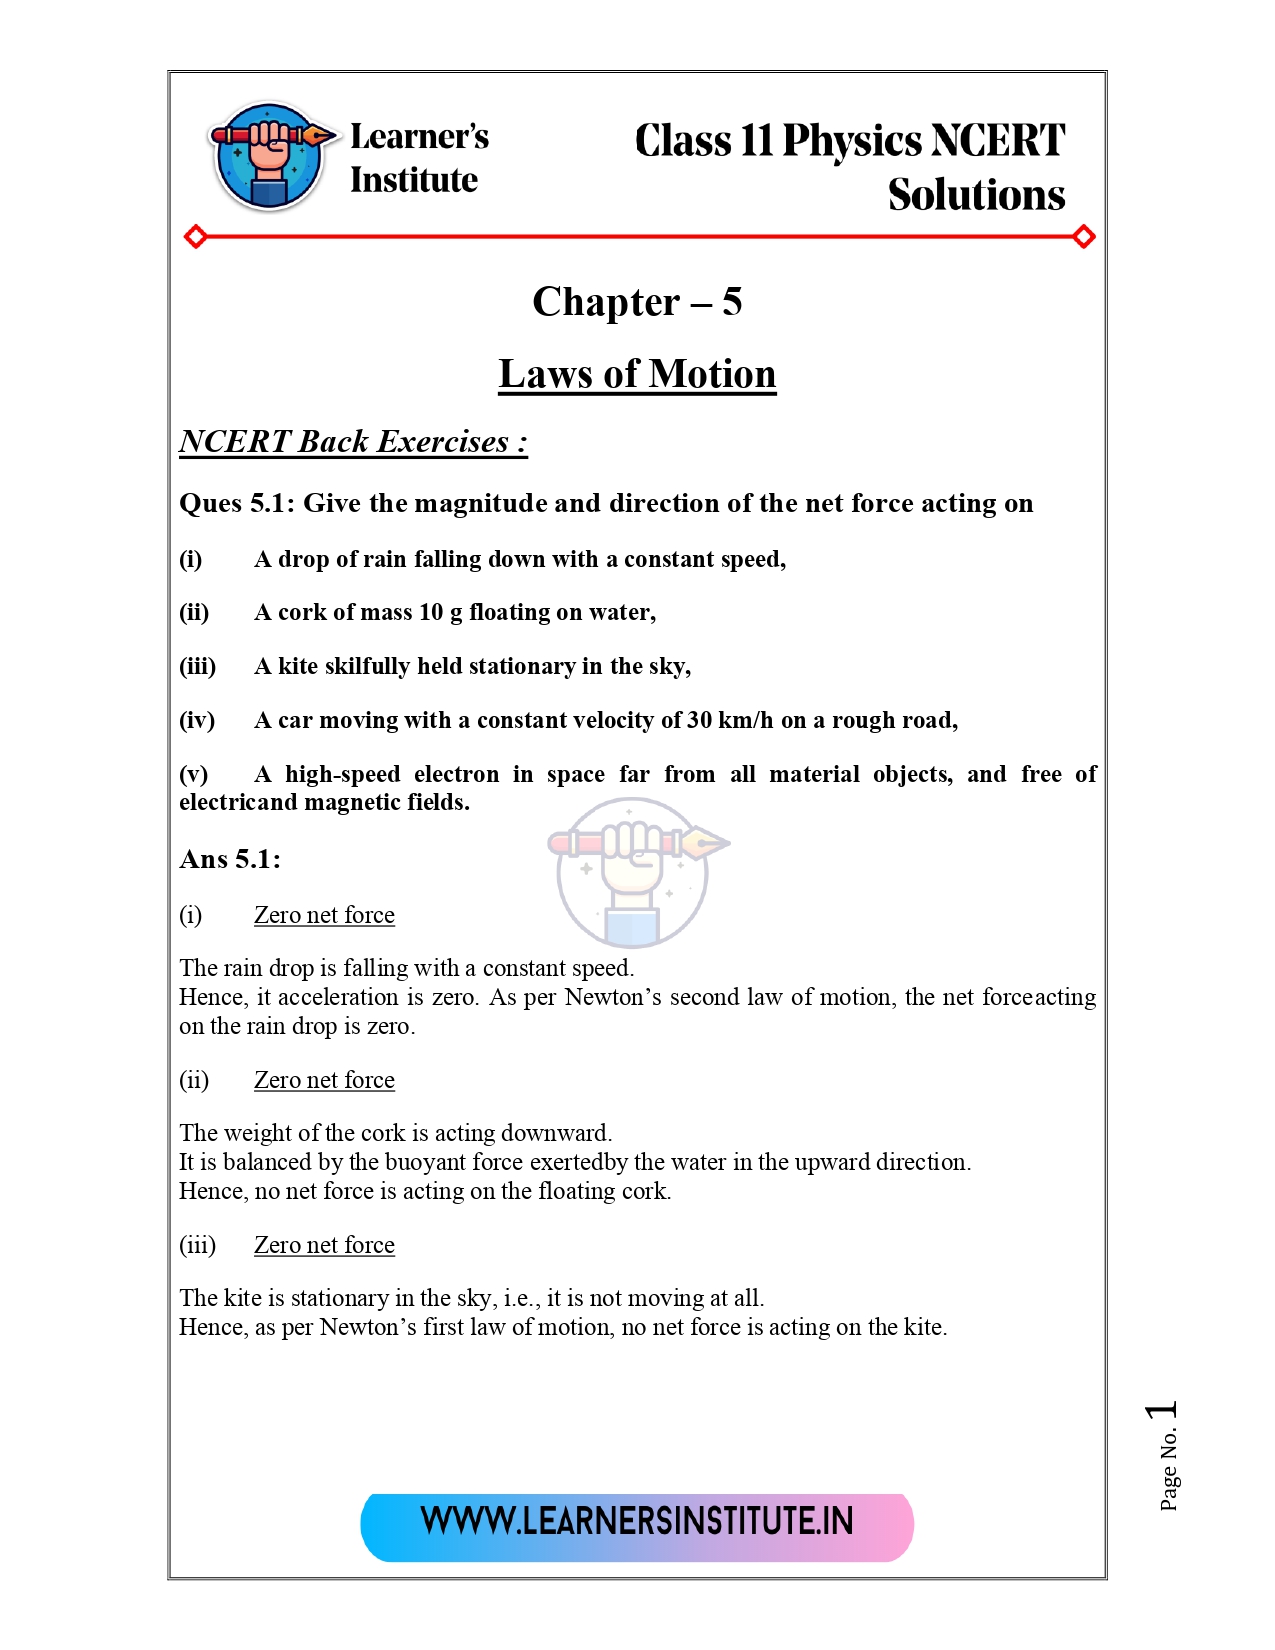 Learner’s
Institute
Class 11 Physics NCERT
Solutions
Chapter – 5
Laws of Motion
NCERT Back Exercises :
Ques 5.1: Give the magnitude and direction of the net force acting on
(i) A drop of rain falling down with a constant speed,
(ii) A cork of mass 10 g floating on water,
(iii) A kite skilfully held stationary in the sky,
(iv) A car moving with a constant velocity of 30 km/h on a rough road,
(v) A high-speed electron in space far from all material objects, and free of
electricand magnetic fields.
Ans 5.1:
(i) Zero net force
The rain drop is falling with a constant speed.
Hence, it acceleration is zero. As per Newton’s second law of motion, the net forceacting
on the rain drop is zero.
(ii) Zero net force
The weight of the cork is acting downward.
It is balanced by the buoyant force exertedby the water in the upward direction.
Hence, no net force is acting on the floating cork.
(iii) Zero net force
The kite is stationary in the sky, i.e., it is not moving at all.
Hence, as per Newton’s first law of motion, no net force is acting on the kite.
Page No. 1
WWW.LEARNERSINSTITUTE.IN